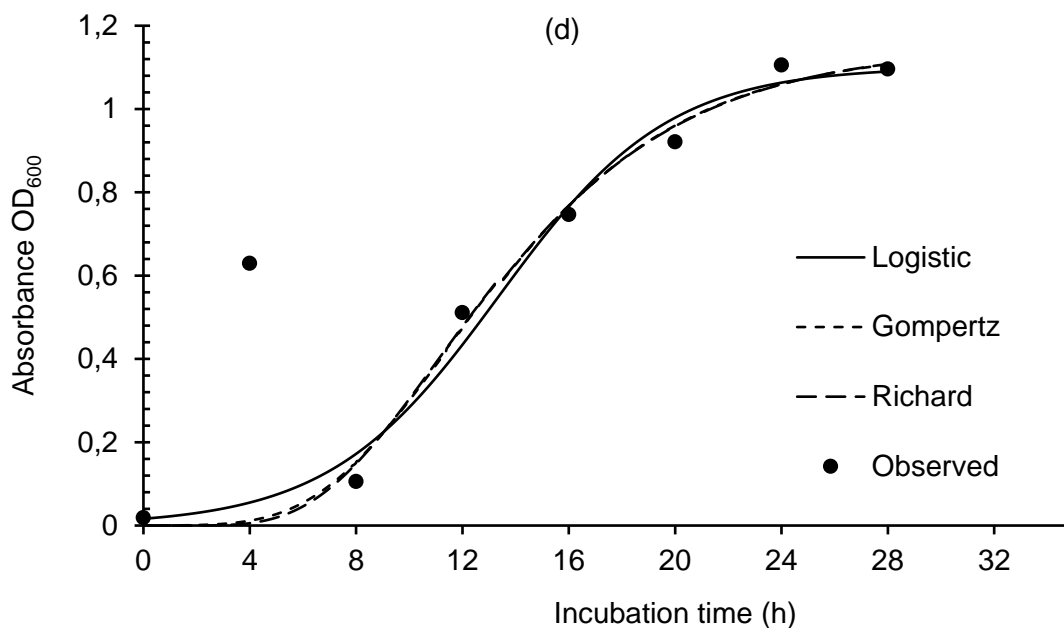 (d)
1,2
1
0,8
0,6
0,4
0,2
0
0 4 8 12 16 20 24 28 32
Absorbance OD600
Incubation time (h)
Logistic
Gompertz
Richard
Observed